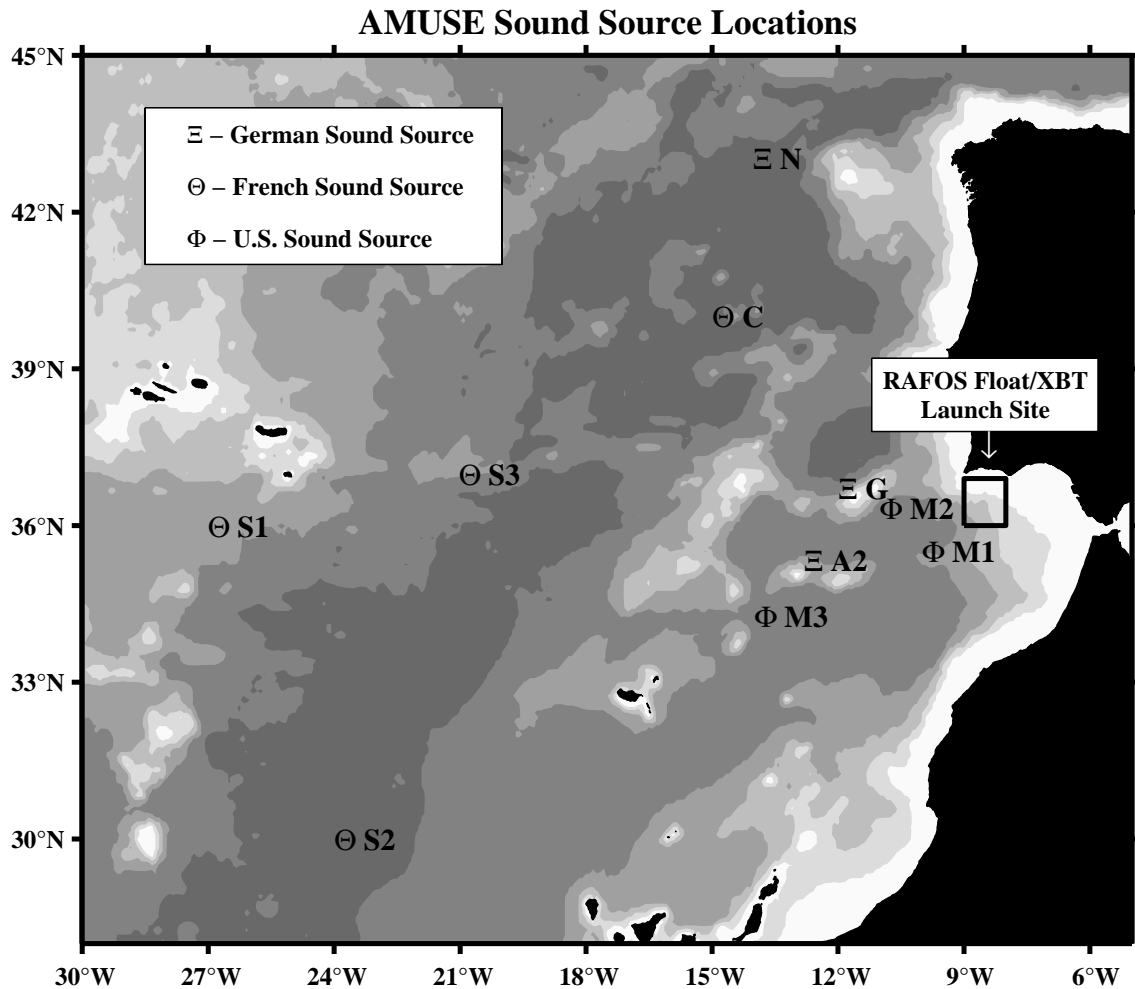 AMUSE Sound Source Locations
45°N
Ξ – German Sound Source
Θ – French Sound Source
Φ – U.S. Sound Source
Ξ N
42°N
Θ C
39°N
RAFOS Float/XBT
Launch Site
Θ S3
Ξ G
Φ M2
36°N
Θ S1
Φ M1
Ξ A2
Φ M3
33°N
30°N
Θ S2
30°W
27°W
24°W
21°W
18°W
15°W
12°W
9°W
6°W